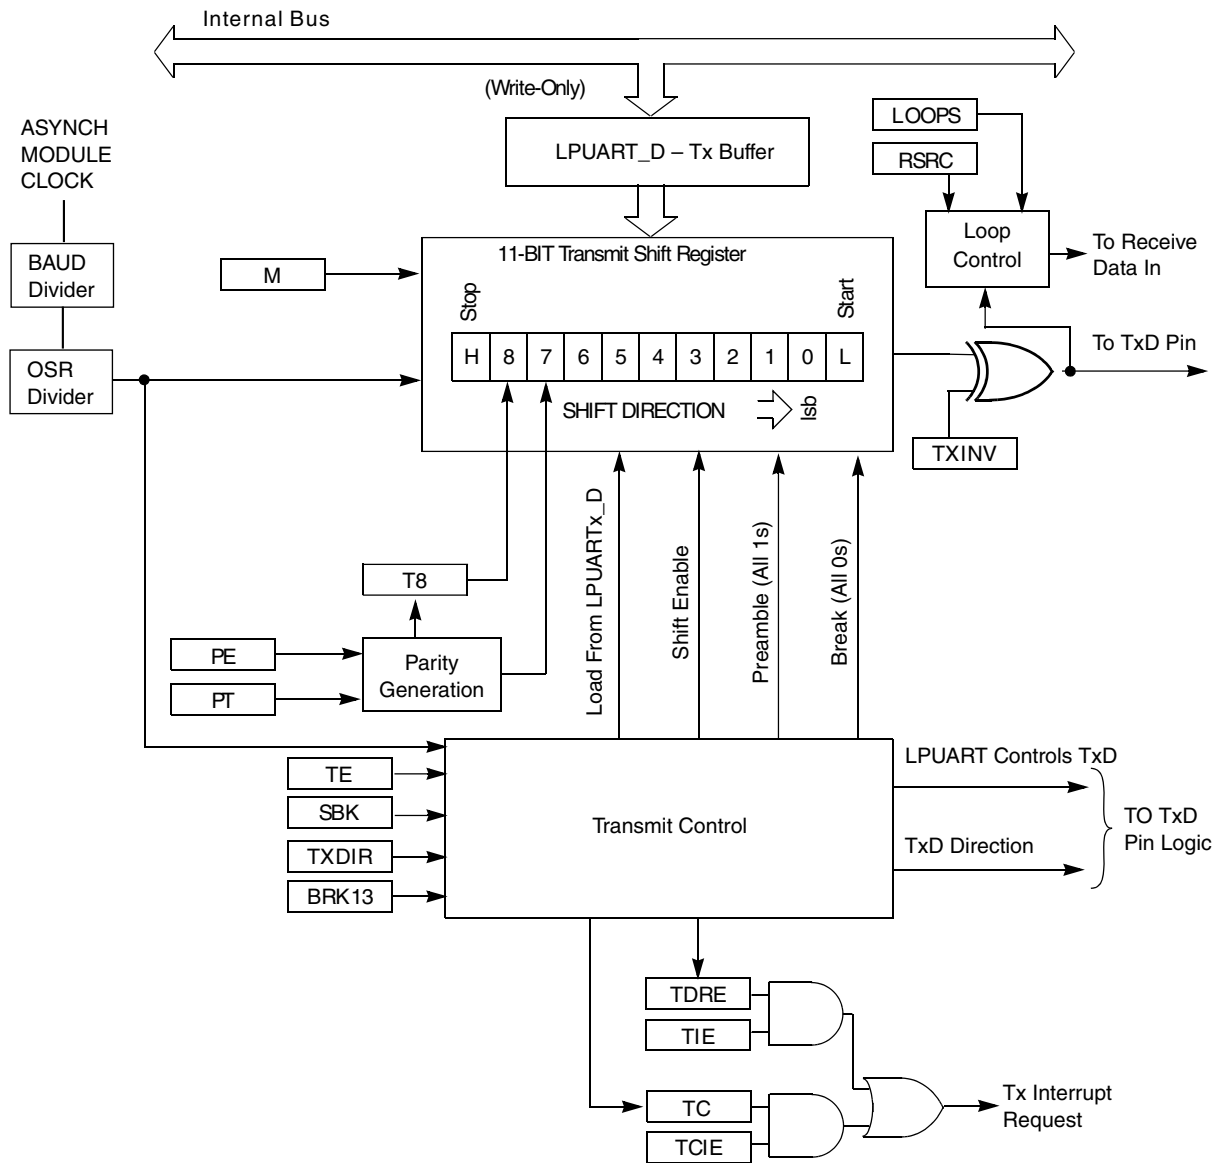 Internal Bus
(Write-Only)
LPUART_D – Tx Buffer
ASYNCH
MODULE
CLOCK
BAUD
Divider
OSR
Divider
M
11-BIT Transmit Shift Register
Stop
Start
H 8 7 6 5 4 3 2 1 0 L
SHIFT DIRECTION
lsb
LOOPS
RSRC
Loop
Control
To Receive
Data In
To TxD Pin
TXINV
T8
PE
PT
Parity
Generation
Load From LPUARTx_D
Shift Enable
Preamble (All 1s)
Break (All 0s)
TE
SBK
TXDIR
BRK13
Transmit Control
LPUART Controls TxD
TxD Direction
TO TxD
Pin Logic
TDRE
TIE
TC
TCIE
Tx Interrupt
Request